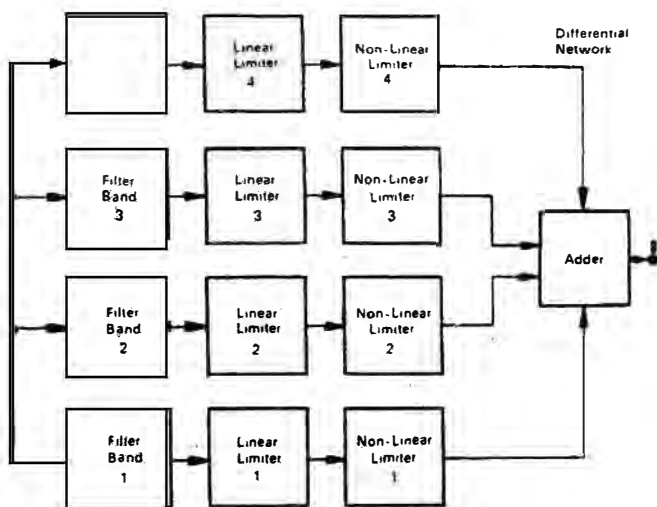 Differential
Network
Linear
Limiter
4
Non-Linear
Limiter
4
Filter
Band
3
Linear
Limiter
3
Non-Linear
Limiter
3
Adder
Filter
Band
2
Linear
Limiter
2
Non-Linear
Limiter
2
Filter
Band
1
Linear
Limiter
1
Non-Linear
Limiter
1